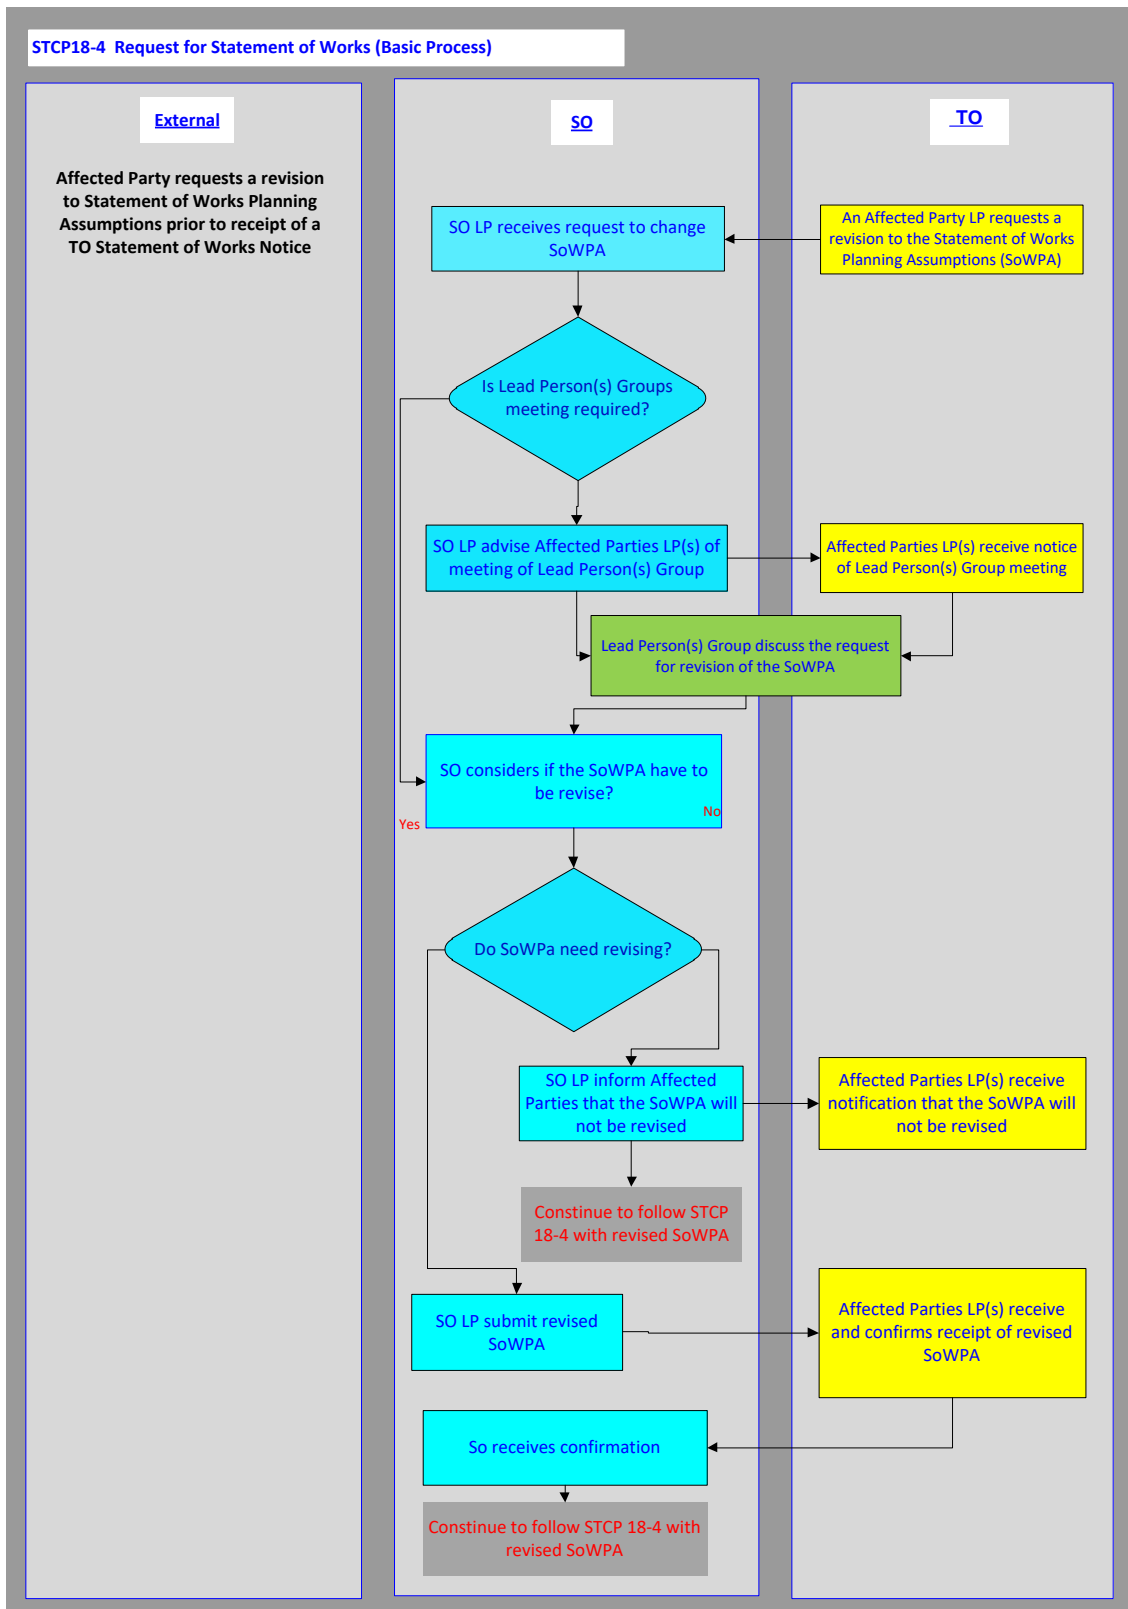 STCP18-4  Request for Statement of Works (Basic Process)
External
SO
TO
Affected Party requests a revision
to Statement of Works Planning
Assumptions prior to receipt of a
TO Statement of Works Notice
SO LP receives request to change
SoWPA
An Affected Party LP requests a
revision to the Statement of Works
Planning Assumptions (SoWPA)
Is Lead Person(s) Groups
meeting required?
SO LP advise Affected Parties LP(s) of
meeting of Lead Person(s) Group
Affected Parties LP(s) receive notice
of Lead Person(s) Group meeting
Lead Person(s) Group discuss the request
for revision of the SoWPA
SO considers if the SoWPA have to
be revise?
No
Yes
Do SoWPa need revising?
SO LP inform Affected
Parties that the SoWPA will
not be revised
Affected Parties LP(s) receive
notification that the SoWPA will
not be revised
Constinue to follow STCP
18-4 with revised SoWPA
SO LP submit revised
SoWPA
Affected Parties LP(s) receive
and confirms receipt of revised
SoWPA
So receives confirmation
Constinue to follow STCP 18-4 with
revised SoWPA